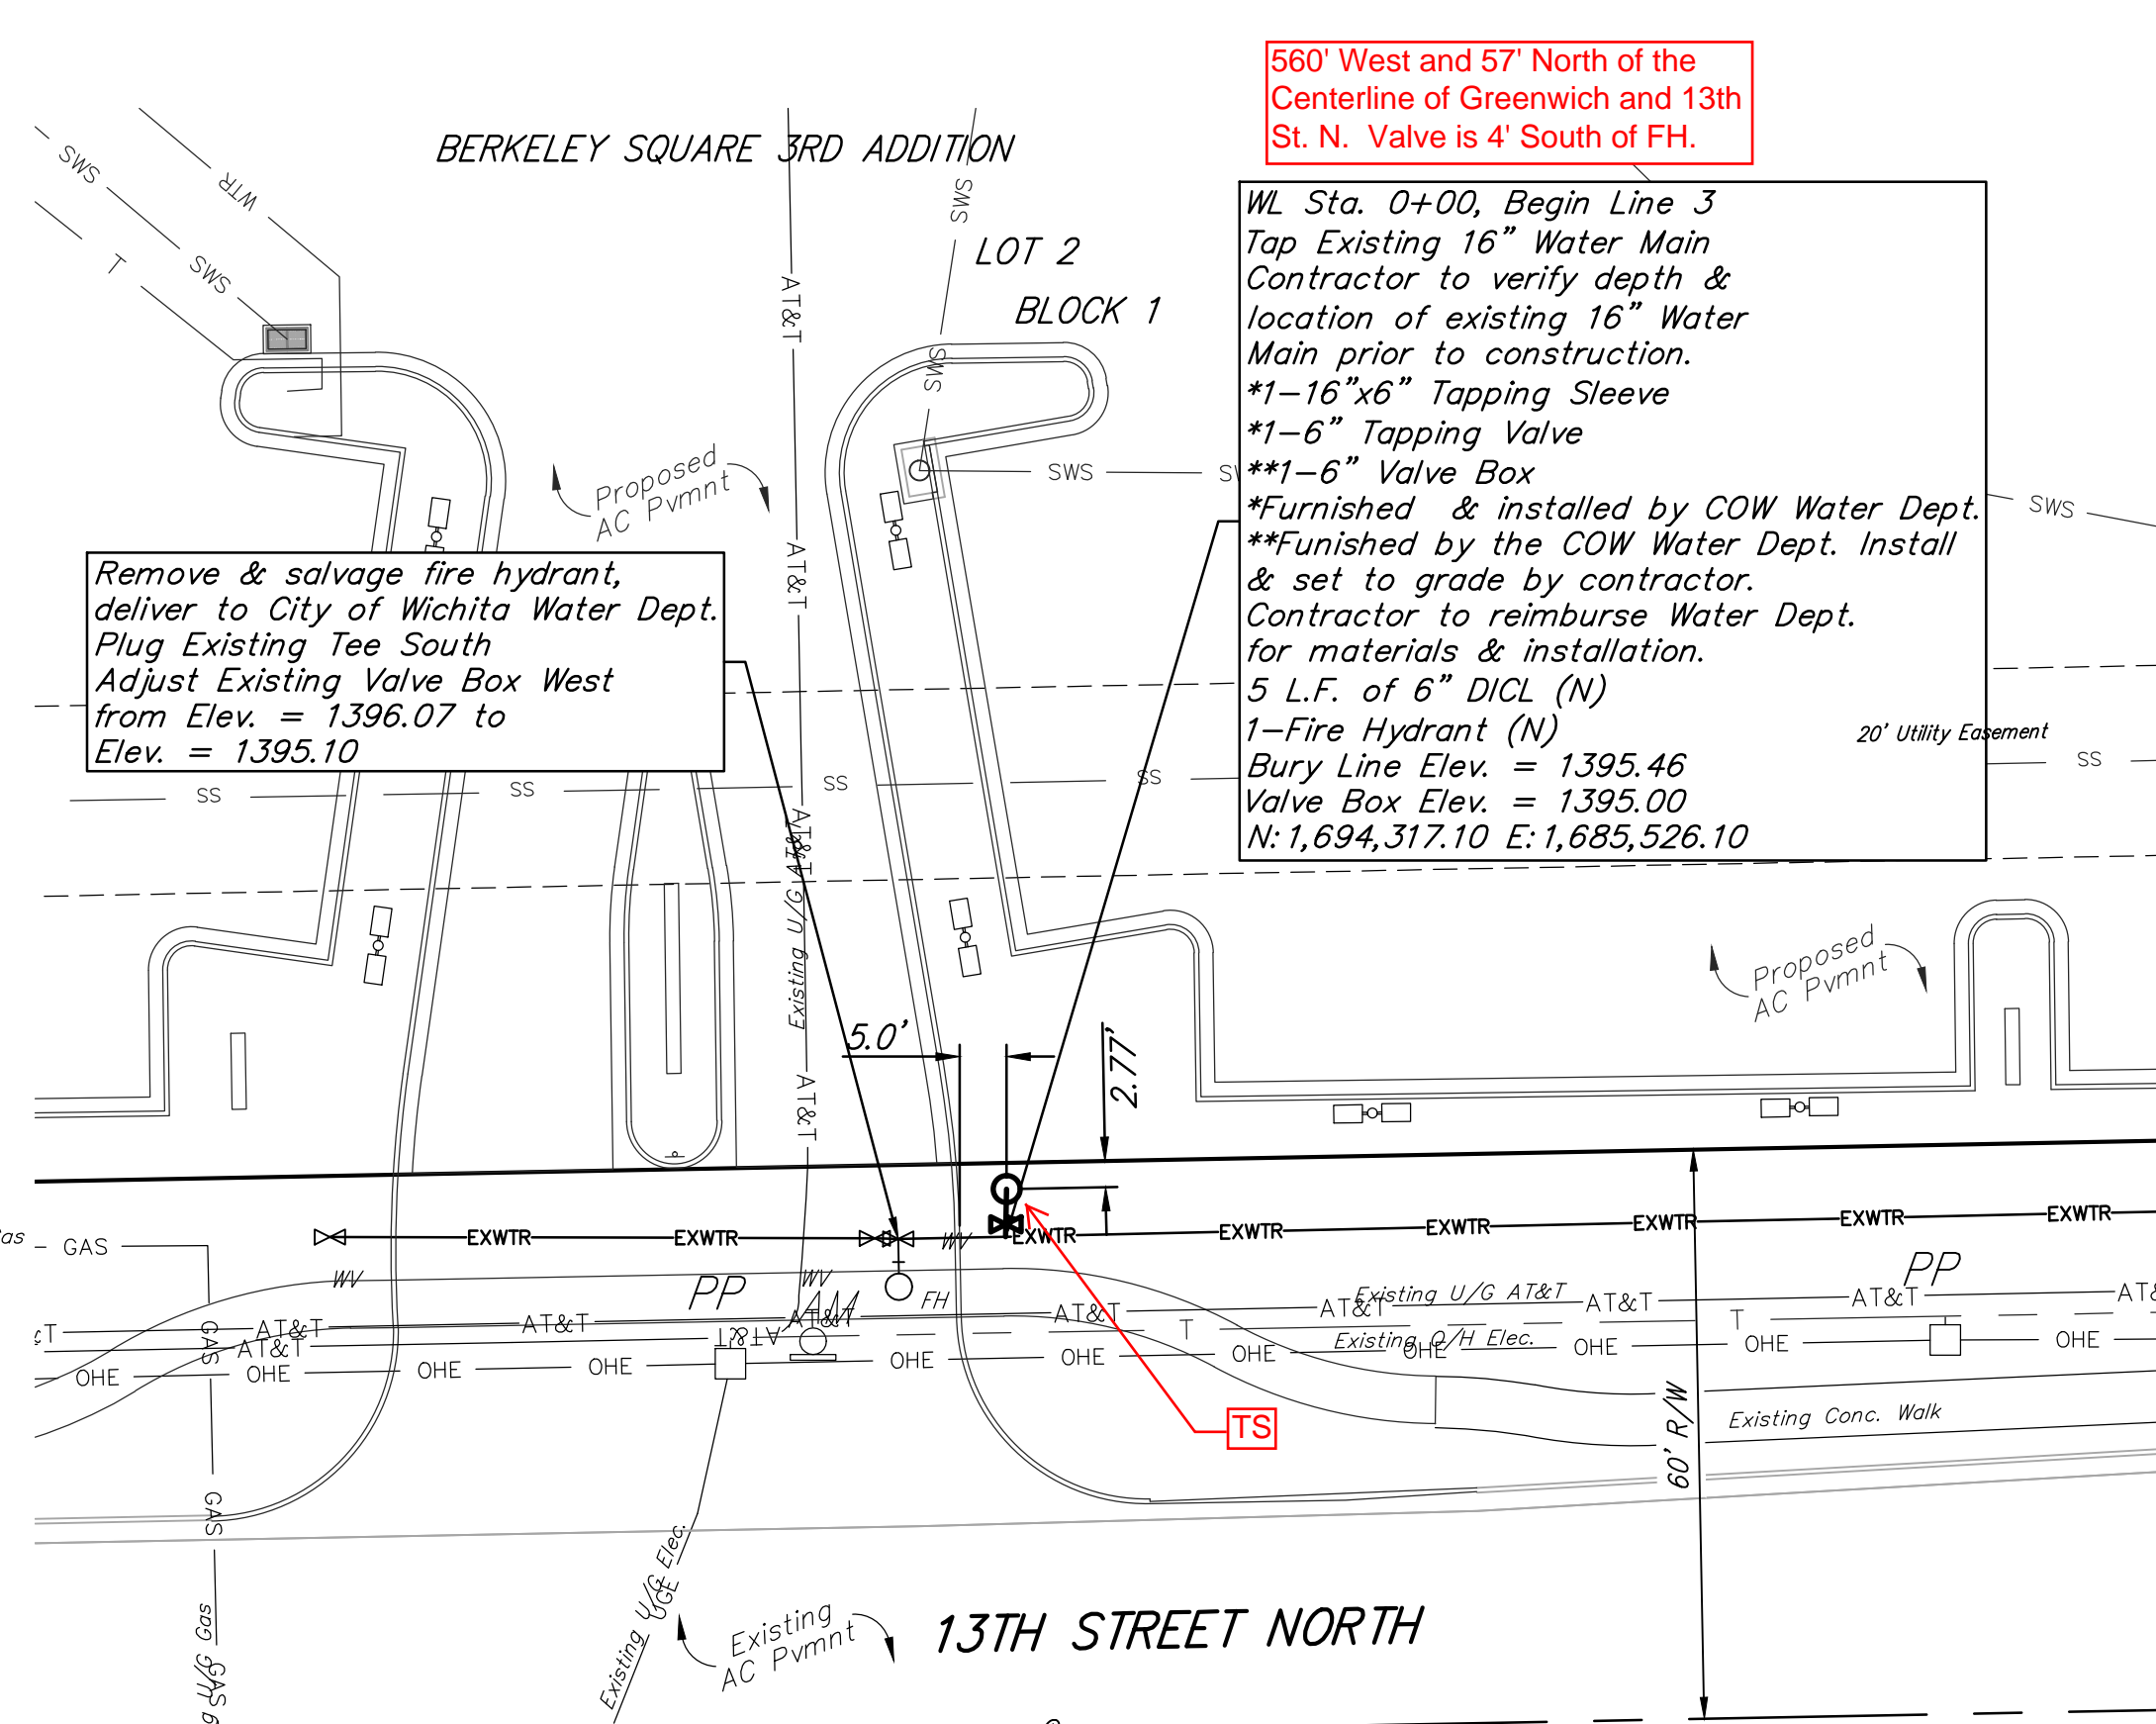 560' West and 57' North of the
Centerline of Greenwich and 13th
St. N.  Valve is 4' South of FH.
BERKELEY SQUARE 3RD ADDITION
LOT 2
BLOCK 1
WL Sta. 0+00, Begin Line 3
Tap Existing 16" Water Main
Contractor to verify depth &
location of existing 16" Water
Main prior to construction.
*1-16"x6" Tapping Sleeve
*1-6" Tapping Valve
**1-6" Valve Box
*Furnished & installed by COW Water Dept.
**Funished by the COW Water Dept. Install
& set to grade by contractor.
Contractor to reimburse Water Dept.
for materials & installation.
5 L.F. of 6" DICL (N)
1-Fire Hydrant (N)
Bury Line Elev. = 1395.46
Valve Box Elev. = 1395.00
N: 1,694,317.10 E: 1,685,526.10
SWS
WTR
SWS
T
SWS
SWS
SWS
SWS
AT&T
AT&T
AT&T
AT&T
Proposed
AC Pvmnt
Remove & salvage fire hydrant,
deliver to City of Wichita Water Dept.
Plug Existing Tee South
Adjust Existing Valve Box West
from Elev. = 1396.07 to
Elev. = 1395.10
20' Utility Easement
SS
SS
SS
SS
SS
Existing U/G AT&T
Proposed
AC Pvmnt
5.0'
2.77'
EXWTR
EXWTR
EXWTR
EXWTR
EXWTR
EXWTR
EXWTR
EXWTR
GAS
WV
WV
WV
PP
PP
FH
Existing U/G AT&T
AT&T
AT&T
AT&T
AT&T
AT&T
AT&T
AT&T
AT&T
AT&T
T
T
Existing O/H Elec.
OHE
OHE
OHE
OHE
OHE
OHE
OHE
OHE
OHE
OHE
OHE
GAS
GAS
GAS
TS
60' R/W
Existing Conc. Walk
Existing U/G Elec.
UGE
Existing
AC Pvmnt
13TH STREET NORTH